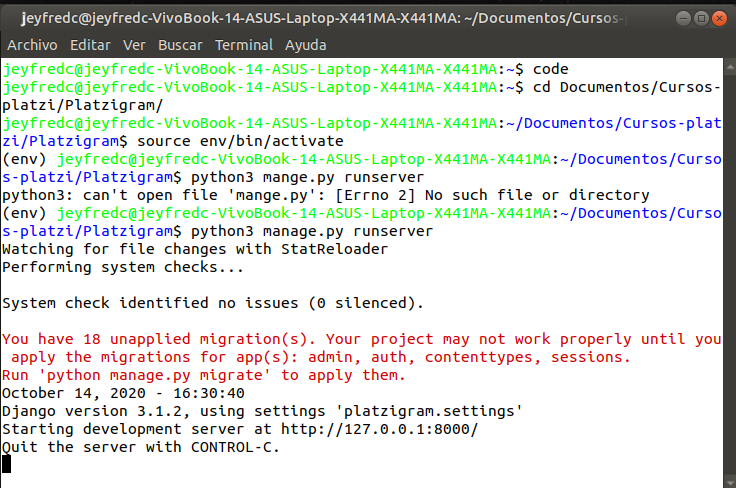 jeyfredc@jeyfredc-VivoBook-14-ASUS-Laptop-X441MA-X441MA: ~/Documentos/Cursos-
Archivo Editar Ver Buscar Terminal Ayuda
jeyfredc@jeyfredc-VivoBook-14-ASUS-Laptop-X441MA-X441MA:~$ code
jeyfredc@jeyfredc-VivoBook-14-ASUS-Laptop-X441MA-X441MA:~$ cd Documentos/Cursos-
platzi/Platzigram/
jeyfredc@jeyfredc-VivoBook-14-ASUS-Laptop-X441MA-X441MA:~/Documentos/Cursos-plat
zi/Platzigram$ source env/bin/activate
(env) jeyfredc@jeyfredc-VivoBook-14-ASUS-Laptop-X441MA-X441MA:~/Documentos/Curso
s-platzi/Platzigram$ python3 mange.py runserver
python3: can't open file 'mange.py': [Errno 2] No such file or directory
(env) jeyfredc@jeyfredc-VivoBook-14-ASUS-Laptop-X441MA-X441MA:~/Documentos/Curso
s-platzi/Platzigram$ python3 manage.py runserver
Watching for file changes with StatReloader
Performing system checks...
System check identified no issues (0 silenced).
You have 18 unapplied migration(s). Your project may not work properly until you
apply the migrations for app(s): admin, auth, contenttypes, sessions.
Run 'python manage.py migrate' to apply them.
October 14, 2020 - 16:30:40
Django version 3.1.2, using settings 'platzigram.settings'
Starting development server at http://127.0.0.1:8000/
Quit the server with CONTROL-C.